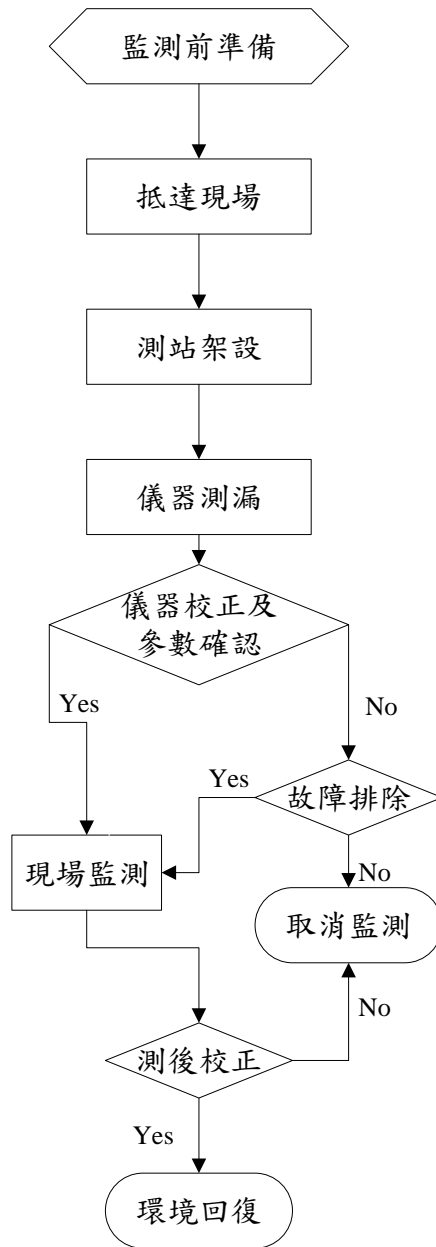 監測前準備
抵達現場
測站架設
儀器測漏
儀器校正及
參數確認
Yes
No
Yes
故障排除
現場監測
No
取消監測
No
測後校正
Yes
環境回復